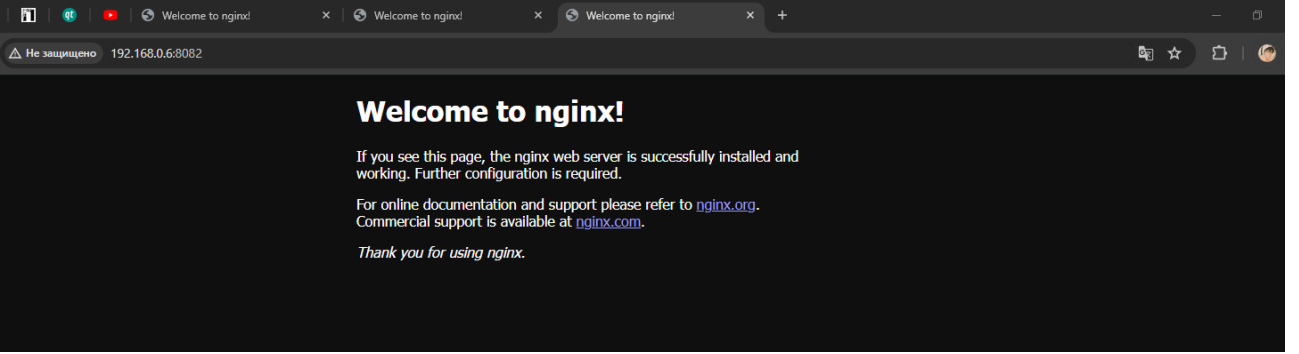 qt
Welcome to nginx!
Welcome to nginx!
Welcome to nginx!
Не защищено
192.168.0.6:8082
Welcome to nginx!
If you see this page, the nginx web server is successfully installed and
working. Further configuration is required.
For online documentation and support please refer to nginx.org.
Commercial support is available at nginx.com.
Thank you for using nginx.